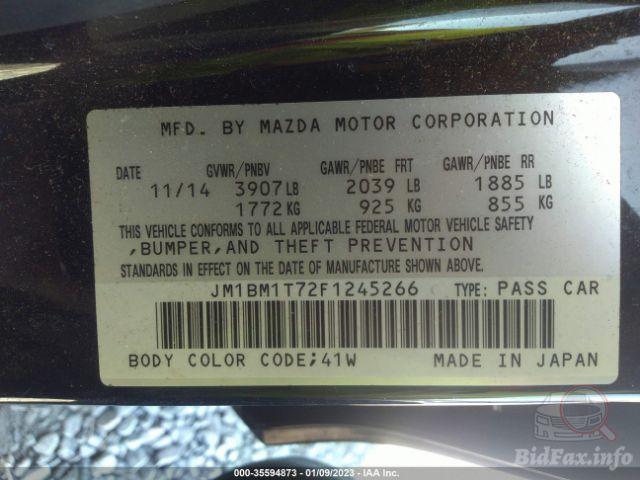 MFD. BY MAZDA MOTOR CORPORATION
DATE GVWR/PNBV GAWR/PNBE FRT GAWR/PNBE RR
11/14 3907 LB 2039 LB 1885 LB
1772 KG 925 KG 855 KG
THIS VEHICLE CONFORMS TO ALL APPLICABLE FEDERAL MOTOR VEHICLE SAFETY
,BUMPER,AND THEFT PREVENTION
STANDARDS IN EFFECT ON THE DATE OF MANUFACTURE SHOWN ABOVE.
JM1BM1T72F1245266 TYPE: PASS CAR
BODY COLOR CODE;41W MADE IN JAPAN
BidFax.info
000-35594873 - 01/09/2023 - IAA Inc.